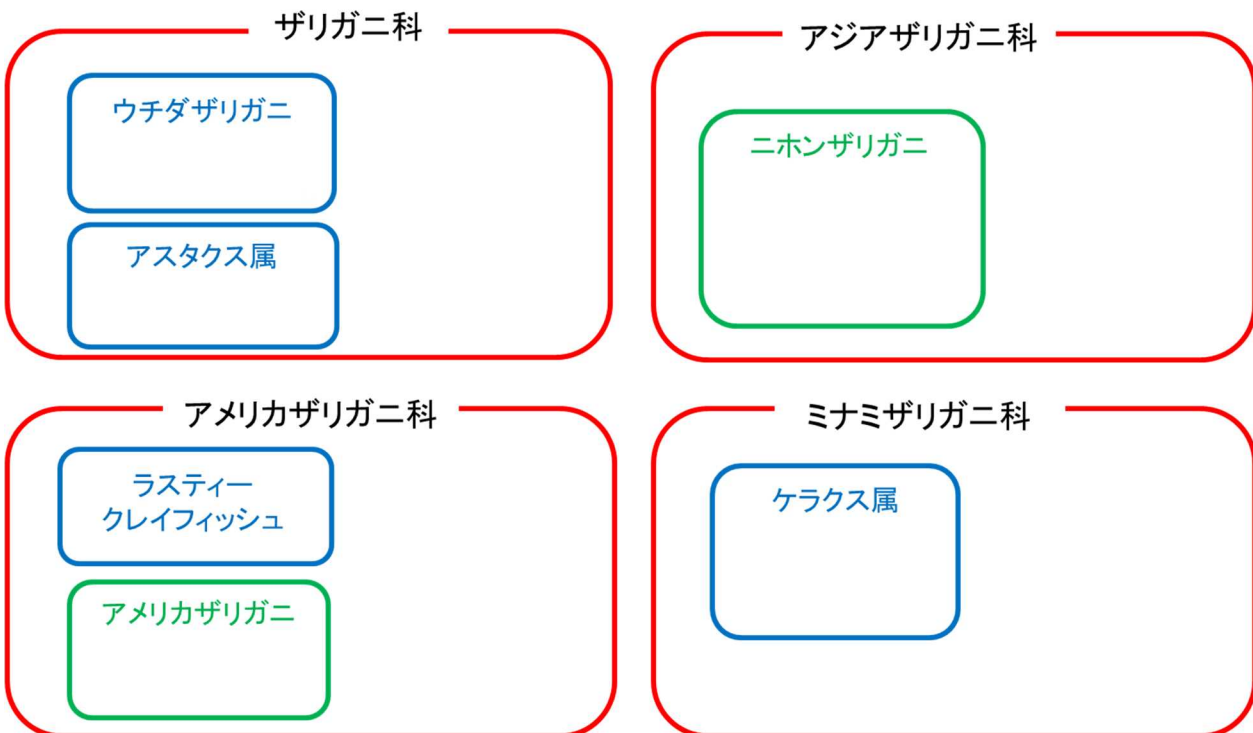 ザリガニ科
ウチダザリガニ
アスタクス属
アジアザリガニ科
ニホンザリガニ
アメリカザリガニ科
ラスティー
クレイフィッシュ
アメリカザリガニ
ミナミザリガニ科
ケラクス属